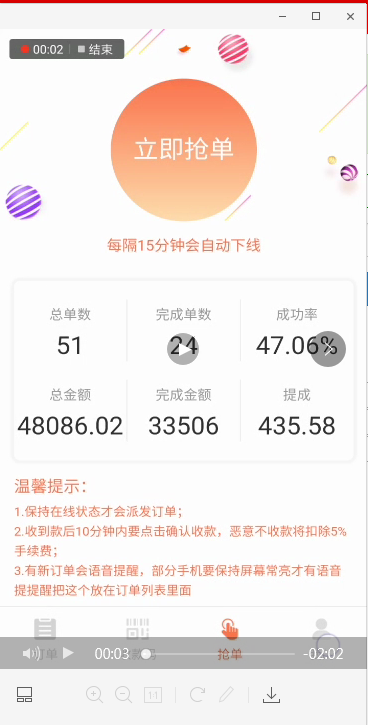 00:02 结束
立即抢单
每隔15分钟会自动下线
总单数 完成单数 成功率
51 24 47.06%
总金额 完成金额 提成
48086.02 33506 435.58
温馨提示：
1.保持在线状态才会派发订单；
2.收到款后10分钟内要点击确认收款，恶意不收款将扣除5%
手续费；
3.有新订单会语音提醒，部分手机要保持屏幕常亮才有语音
提提醒把这个放在订单列表里面
抢单
00:03 -02:02
1:1